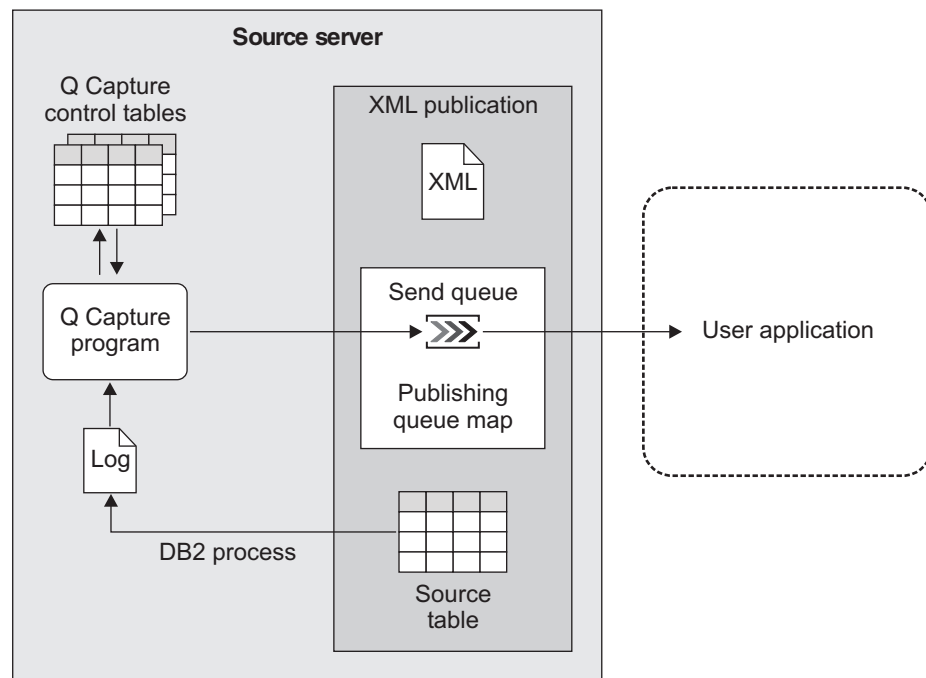 Source server
Q Capture
control tables
XML publication
XML
Q Capture
program
Send queue
Publishing
queue map
User application
Log
DB2 process
Source
table